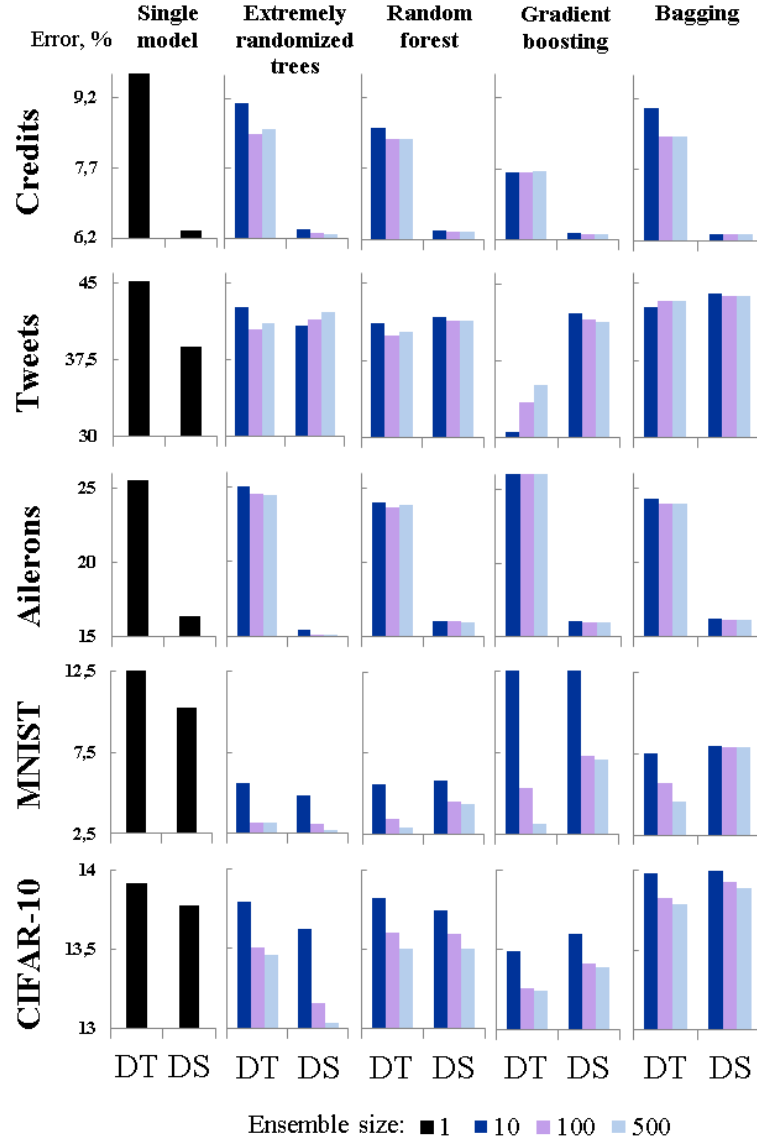 Error, %
Single model
Extremely randomized trees
Random forest
Gradient boosting
Bagging
Credits
9,2
7,7
6,2
Tweets
45
37,5
30
Ailerons
25
20
15
MNIST
12,5
7,5
2,5
CIFAR-10
14
13,5
13
DT DS DT DS DT DS DT DS DT DS
Ensemble size: 1 10 100 500